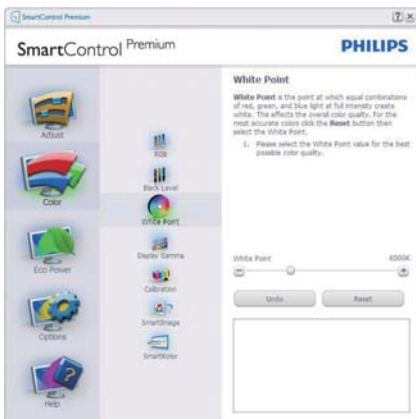 SmartControl Premium
SmartControl Premium
PHILIPS
Adjust
Color
Eco Power
Options
Help
RGB
Black Level
White Point
Display Gamma
Calibration
SmartImage
SmartKolor
White Point
White Point is the point at which equal combinations
of red, green, and blue light at full intensity create
white. This effects the overall color quality. For the
most accurate colors click the Reset button then
select the White Point.
1. Please select the White Point value for the best
possible color quality.
White Point 6500K
Undo Reset